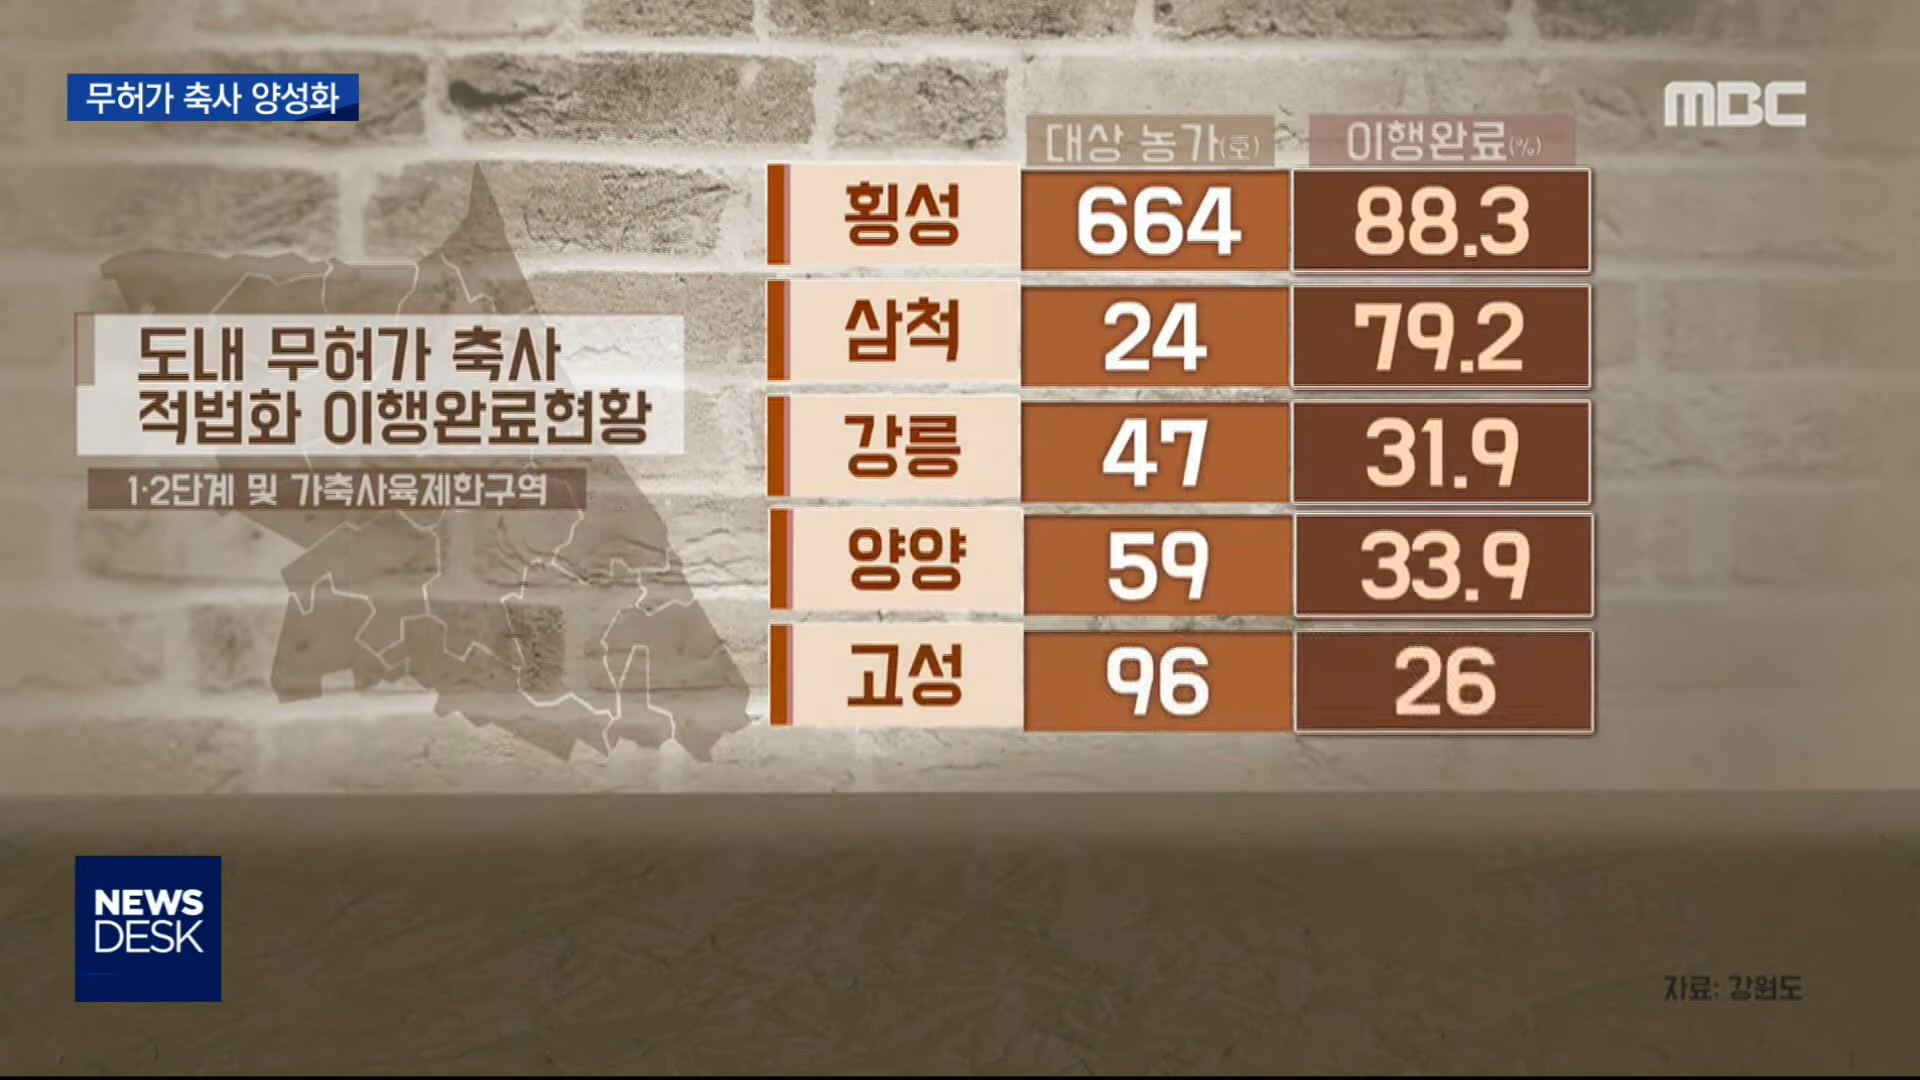 무허가 축사 양성화
MBC
대상 농가(호) 이행완료(%)
횡성 664 88.3
삼척 24 79.2
강릉 47 31.9
양양 59 33.9
고성 96 26
도내 무허가 축사
적법화 이행완료현황
1·2단계 및 가축사육제한구역
NEWS
DESK
자료: 강원도